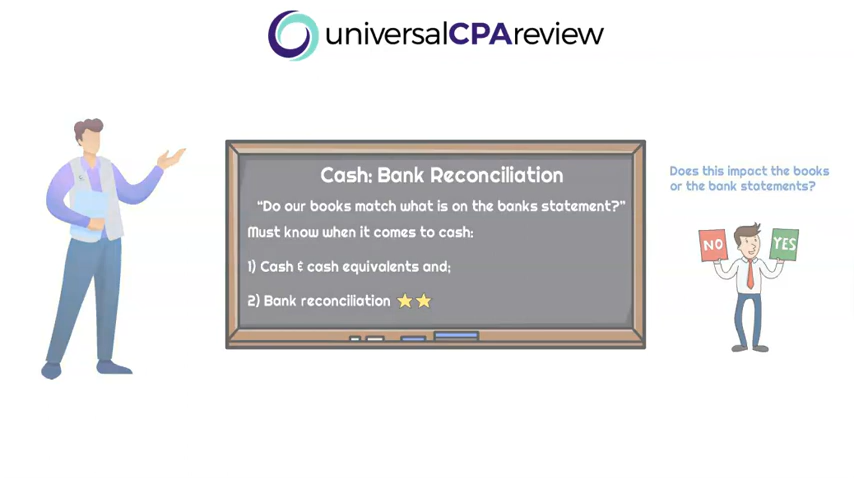 universalCPAreview
Cash: Bank Reconciliation
“Do our books match what is on the banks statement?”
Must know when it comes to cash:
1) Cash & cash equivalents and;
2) Bank reconciliation
Does this impact the books
or the bank statements?
NO
YES